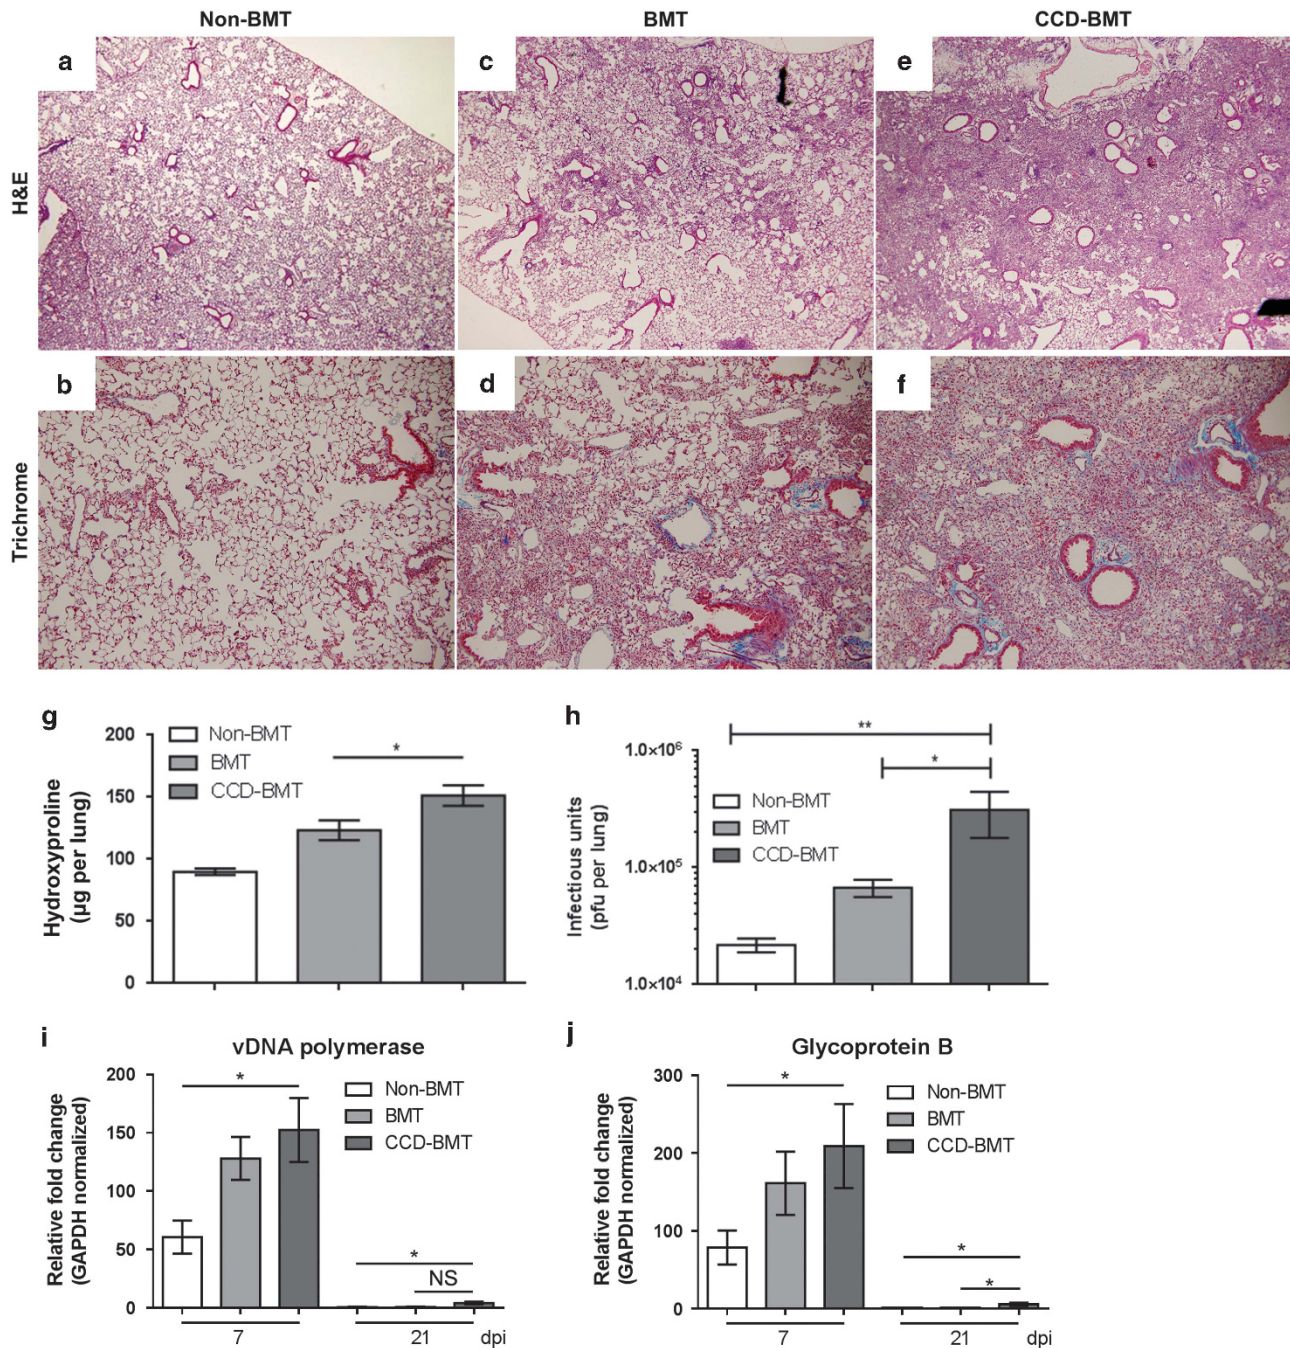 Non-BMT
BMT
CCD-BMT
H&E
a
c
e
Trichrome
b
d
f
g
Hydroxyproline
(µg per lung)
200
150
100
50
0
Non-BMT
BMT
CCD-BMT
*
h
Infectious units
(pfu per lung)
1.0×10⁶
1.0×10⁵
1.0×10⁴
Non-BMT
BMT
CCD-BMT
**
*
i
vDNA polymerase
Relative fold change
(GAPDH normalized)
200
150
100
50
0
*
Non-BMT
BMT
CCD-BMT
*
NS
7
21
dpi
j
Glycoprotein B
Relative fold change
(GAPDH normalized)
300
200
100
0
*
Non-BMT
BMT
CCD-BMT
*
*
7
21
dpi